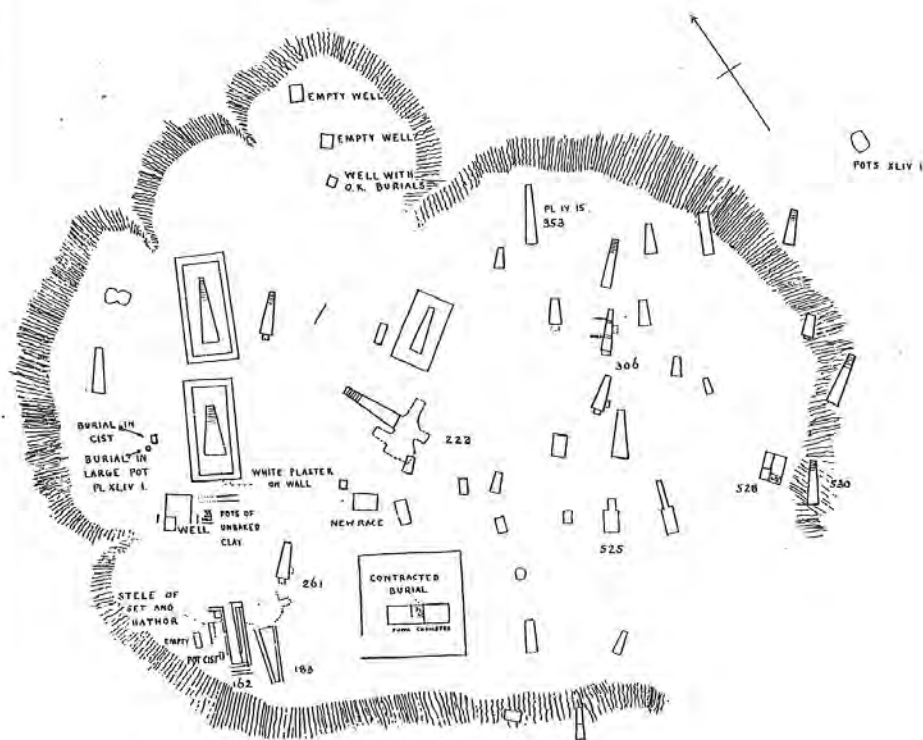 EMPTY WELL
EMPTY WELL
WELL WITH
O.K. BURIALS
POTS XLIV I
PL IV 15.
353
306
BURIAL IN
CIST
BURIAL IN
LARGE POT
PL XLIV I.
222
WHITE PLASTER
ON WALL
528
530
WELL
POTS OF
UNBAKED
CLAY
NEW RACE
525
261
CONTRACTED
BURIAL
STELE OF
SET AND
HATHOR
EMPTY
POT CIST
162
188